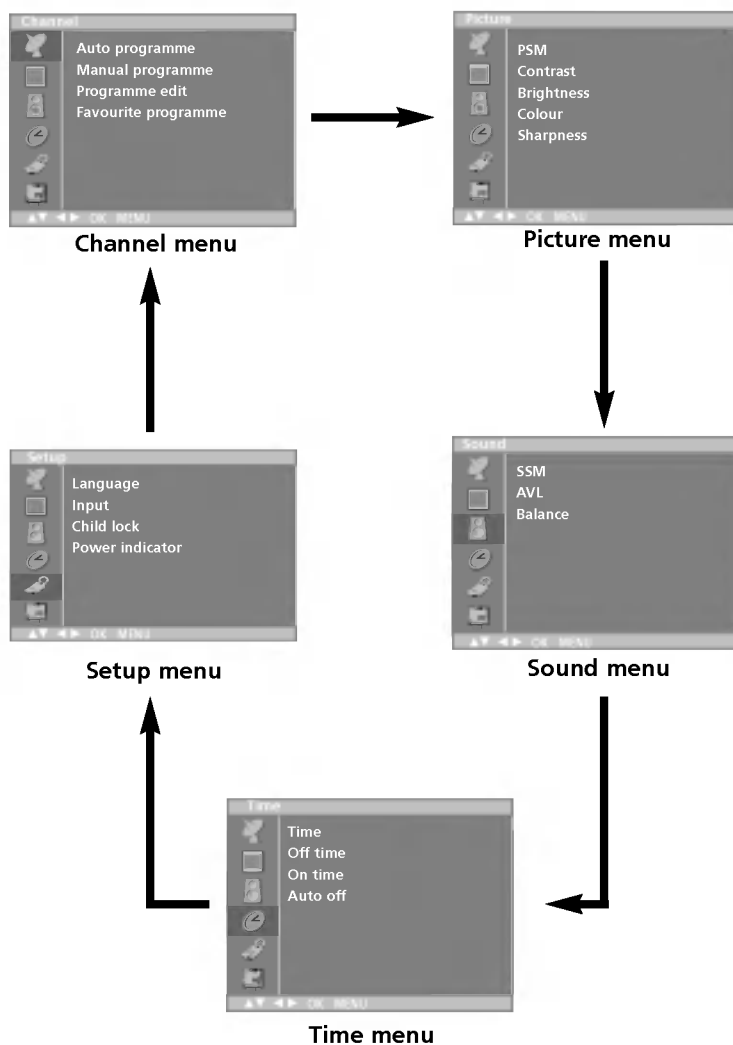 Channel
Auto programme
Manual programme
Programme edit
Favourite programme
▲▼ ◄► OK MENU
Channel menu
Picture
PSM
Contrast
Brightness
Colour
Sharpness
▲▼ ◄► OK MENU
Picture menu
Setup
Language
Input
Child lock
Power indicator
▲▼ ◄► OK MENU
Setup menu
Sound
SSM
AVL
Balance
▲▼ ◄► OK MENU
Sound menu
Time
Time
Off time
On time
Auto off
▲▼ ◄► OK MENU
Time menu